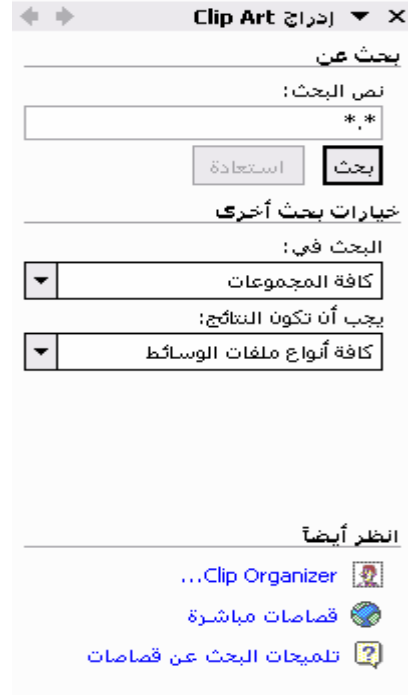 إدراج Clip Art
بحث عن
نص البحث:
*.*
بحث
استعادة
خيارات بحث أخرى
البحث في:
كافة المجموعات
يجب أن تكون النتائج:
كافة أنواع ملفات الوسائط
انظر أيضاً
Clip Organizer...
قصاصات مباشرة
تلميحات البحث عن قصاصات